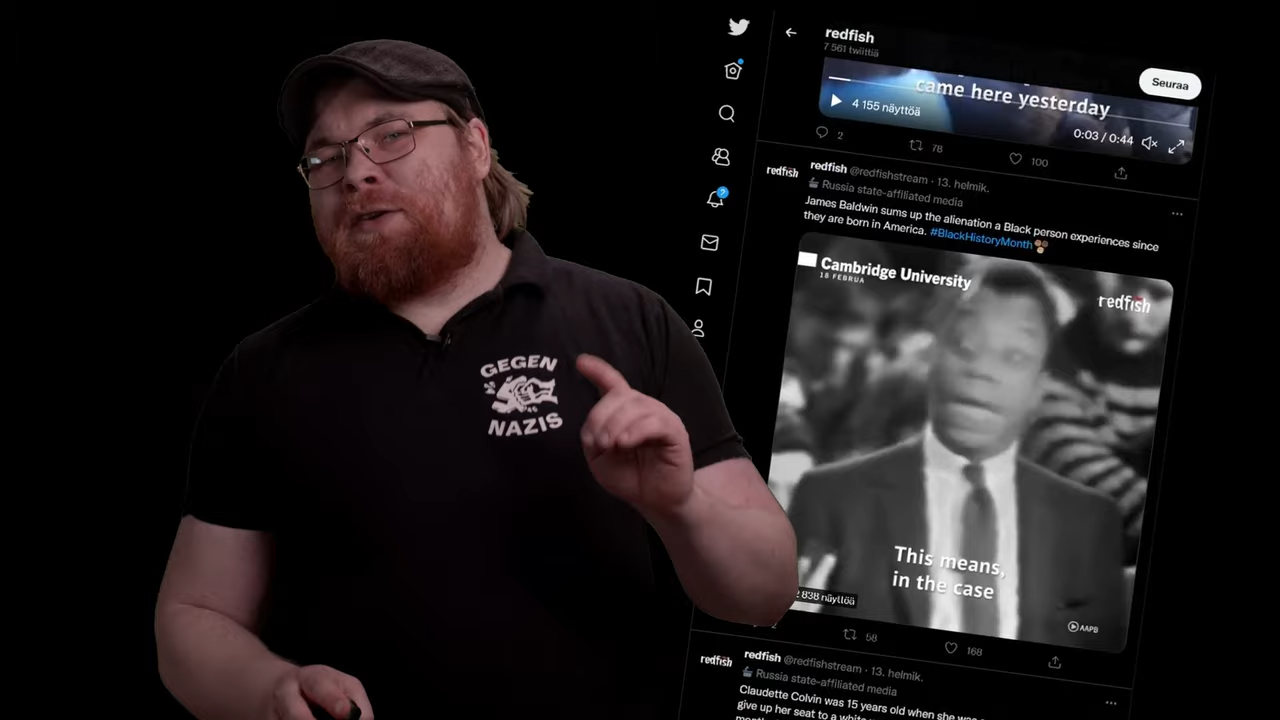 GEGEN
NAZIS
redfish
7 561 twiittiä
Seuraa
came here yesterday
4 155 näyttöä
0:03 / 0:44
2
78
100
2
redfish
redfish @redfishstream · 13. helmik.
Russia state-affiliated media
James Baldwin sums up the alienation a Black person experiences since
they are born in America. #BlackHistoryMonth
Cambridge University
18 FEBRUA
redfish
This means,
in the case
838 näyttöä
AAPB
2
58
168
redfish
redfish @redfishstream · 13. helmik.
Russia state-affiliated media
Claudette Colvin was 15 years old when she was
give up her seat to a white